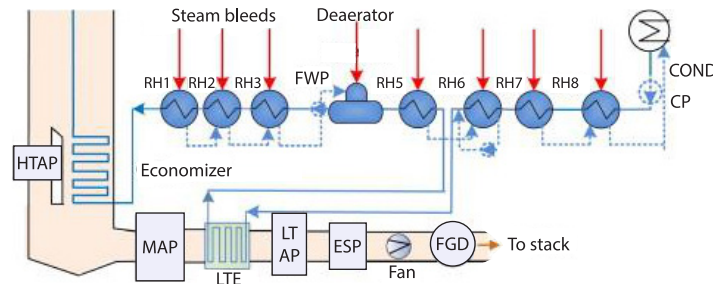 Steam bleeds
Deaerator
RH1
RH2
RH3
FWP
RH5
RH6
RH7
RH8
COND
CP
HTAP
Economizer
MAP
LTE
LT
AP
ESP
Fan
FGD
To stack